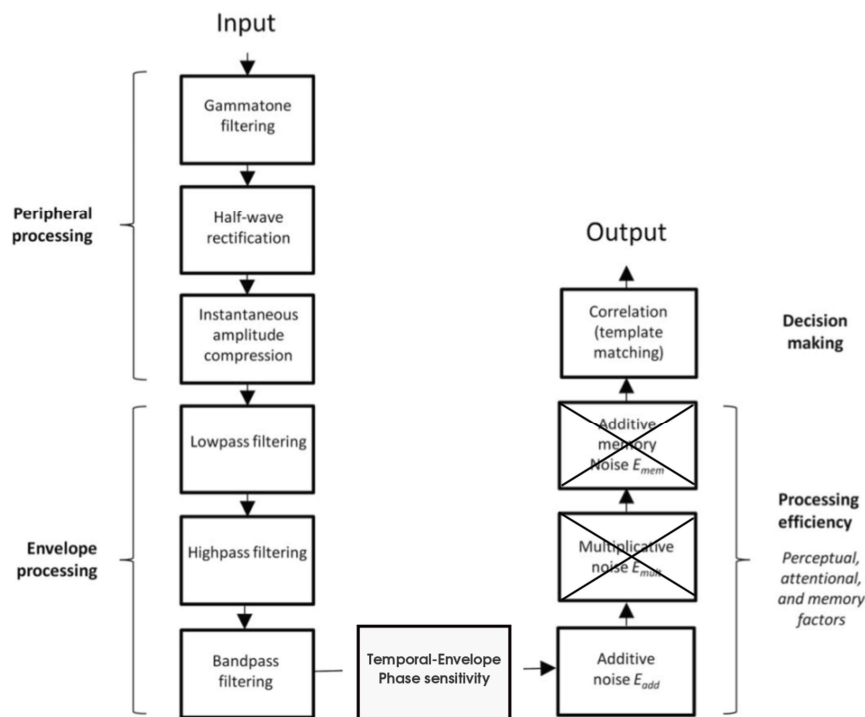 Input
Gammatone
filtering
Peripheral
processing
Half-wave
rectification
Instantaneous
amplitude
compression
Envelope
processing
Lowpass filtering
Highpass filtering
Bandpass
filtering
Temporal-Envelope
Phase sensitivity
Output
Correlation
(template
matching)
Decision
making
Additive
memory
Noise E_mem
Multiplicative
noise E_mult
Additive
noise E_add
Processing
efficiency
Perceptual,
attentional,
and memory
factors